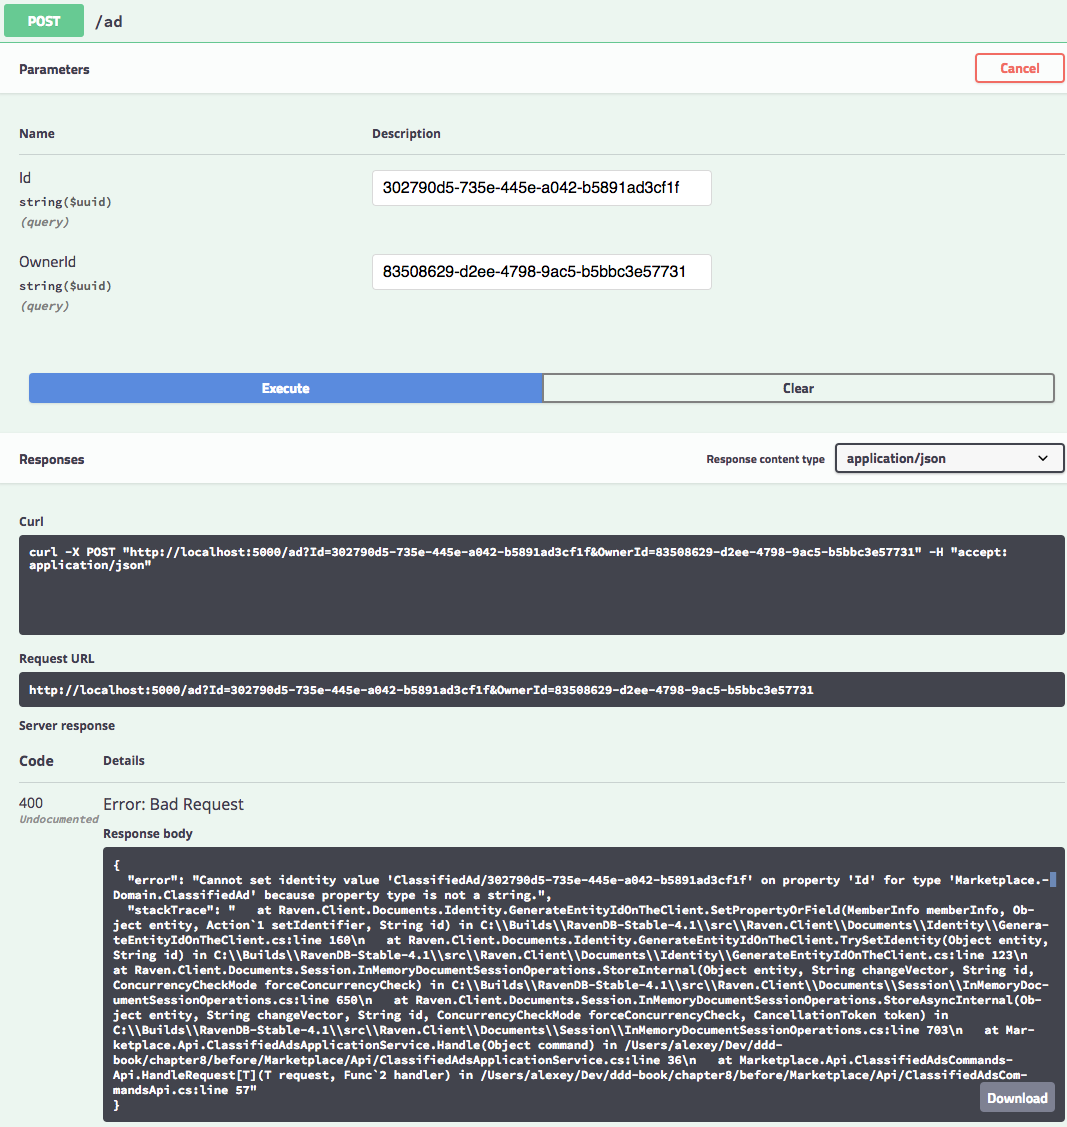 POST /ad
Parameters Cancel
Name Description
Id 302790d5-735e-445e-a042-b5891ad3cf1f
string($uuid)
(query)
OwnerId 83508629-d2ee-4798-9ac5-b5bbc3e57731
string($uuid)
(query)
Execute Clear
Responses Response content type application/json
Curl
curl -X POST "http://localhost:5000/ad?Id=302790d5-735e-445e-a042-b5891ad3cf1f&OwnerId=83508629-d2ee-4798-9ac5-b5bbc3e57731" -H "accept:
application/json"
Request URL
http://localhost:5000/ad?Id=302790d5-735e-445e-a042-b5891ad3cf1f&OwnerId=83508629-d2ee-4798-9ac5-b5bbc3e57731
Server response
Code Details
400 Error: Bad Request
Undocumented
Response body
{
"error": "Cannot set identity value 'ClassifiedAd/302790d5-735e-445e-a042-b5891ad3cf1f' on property 'Id' for type 'Marketplace.-
Domain.ClassifiedAd' because property type is not a string.",
"stackTrace": "   at Raven.Client.Documents.Identity.GenerateEntityIdOnTheClient.SetPropertyOrField(MemberInfo memberInfo, Ob-
ject entity, Action`1 setIdentifier, String id) in C:\\Builds\\RavenDB-Stable-4.1\\src\\Raven.Client\\Documents\\Identity\\Genera-
teEntityIdOnTheClient.cs:line 160\n   at Raven.Client.Documents.Identity.GenerateEntityIdOnTheClient.TrySetIdentity(Object entity,
String id) in C:\\Builds\\RavenDB-Stable-4.1\\src\\Raven.Client\\Documents\\Identity\\GenerateEntityIdOnTheClient.cs:line 123\n
at Raven.Client.Documents.Session.InMemoryDocumentSessionOperations.StoreInternal(Object entity, String changeVector, String id,
ConcurrencyCheckMode forceConcurrencyCheck) in C:\\Builds\\RavenDB-Stable-4.1\\src\\Raven.Client\\Documents\\Session\\InMemoryDoc-
umentSessionOperations.cs:line 650\n   at Raven.Client.Documents.Session.InMemoryDocumentSessionOperations.StoreAsyncInternal(Ob-
ject entity, String changeVector, String id, ConcurrencyCheckMode forceConcurrencyCheck, CancellationToken token) in
C:\\Builds\\RavenDB-Stable-4.1\\src\\Raven.Client\\Documents\\Session\\InMemoryDocumentSessionOperations.cs:line 703\n   at Mar-
ketplace.Api.ClassifiedAdsApplicationService.Handle(Object command) in /Users/alexey/Dev/ddd-
book/chapter8/before/Marketplace/Api/ClassifiedAdsApplicationService.cs:line 36\n   at Marketplace.Api.ClassifiedAdsCommands-
Api.HandleRequest[T](T request, Func`2 handler) in /Users/alexey/Dev/ddd-book/chapter8/before/Marketplace/Api/ClassifiedAdsCom-
mandsApi.cs:line 57"
}
Download